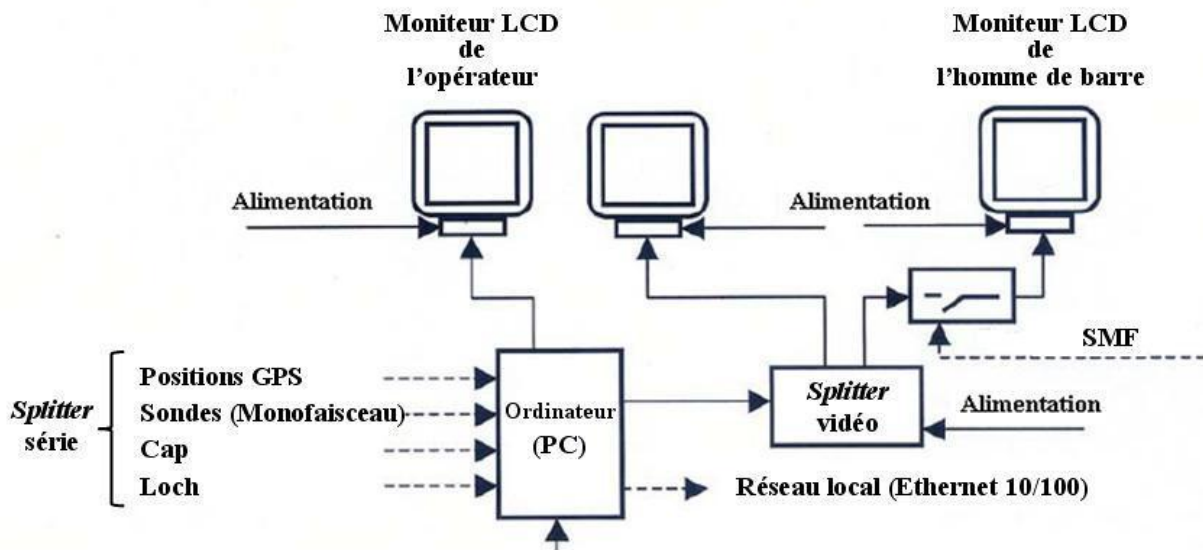 Moniteur LCD
de
l'opérateur
Moniteur LCD
de
l'homme de barre
Alimentation
Alimentation
SMF
Splitter
série
Positions GPS
Sondes (Monofaisceau)
Cap
Loch
Ordinateur
(PC)
Splitter
vidéo
Alimentation
Réseau local (Ethernet 10/100)